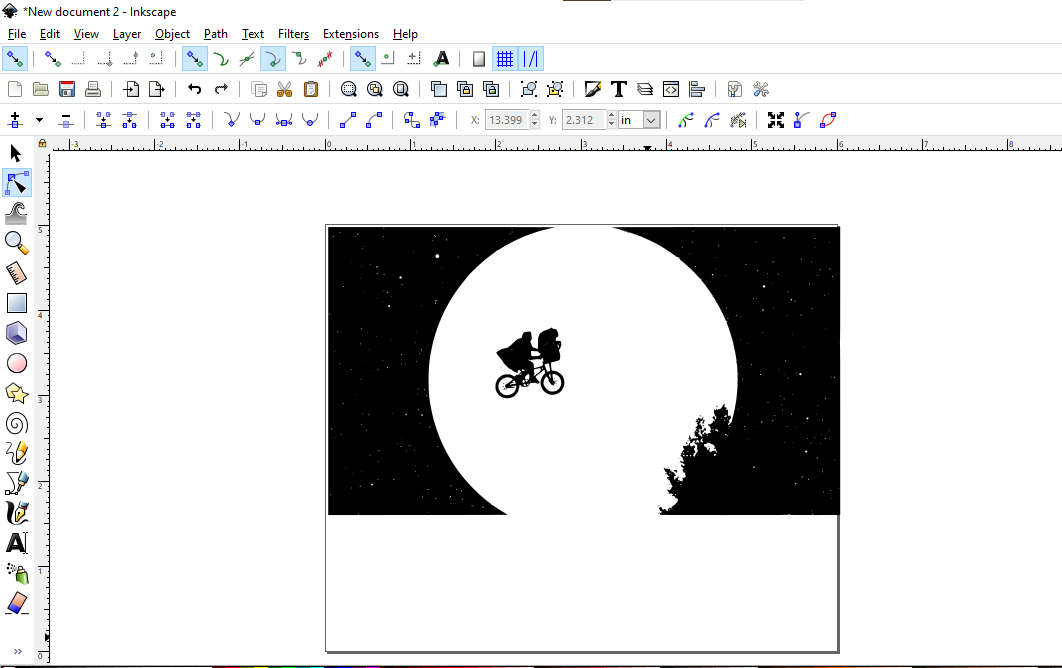 *New document 2 - Inkscape
File Edit View Layer Object Path Text Filters Extensions Help
X: 13.399 Y: 2.312 in
-3 -2 -1 0 1 2 3 4 5 6 7 8
5
4
3
2
1
0